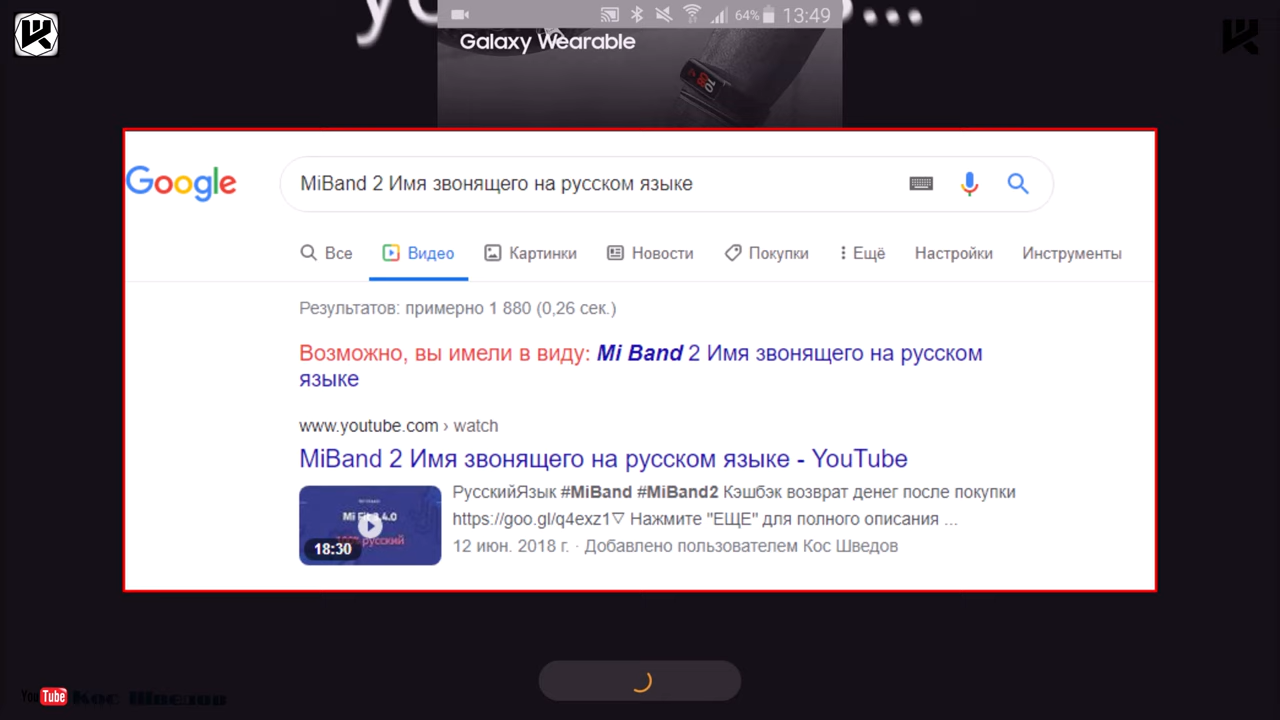 64% 13:49
Galaxy Wearable
Google
MiBand 2 Имя звонящего на русском языке
Все Видео Картинки Новости Покупки Ещё Настройки Инструменты
Результатов: примерно 1 880 (0,26 сек.)
Возможно, вы имели в виду: Mi Band 2 Имя звонящего на русском
языке
www.youtube.com › watch
MiBand 2 Имя звонящего на русском языке - YouTube
РусскийЯзык #MiBand #MiBand2 Кэшбэк возврат денег после покупки
https://goo.gl/q4exz1▽ Нажмите "ЕЩЕ" для полного описания ...
12 июн. 2018 г. · Добавлено пользователем Кос Шведов
18:30
YouTube Кос Шведов